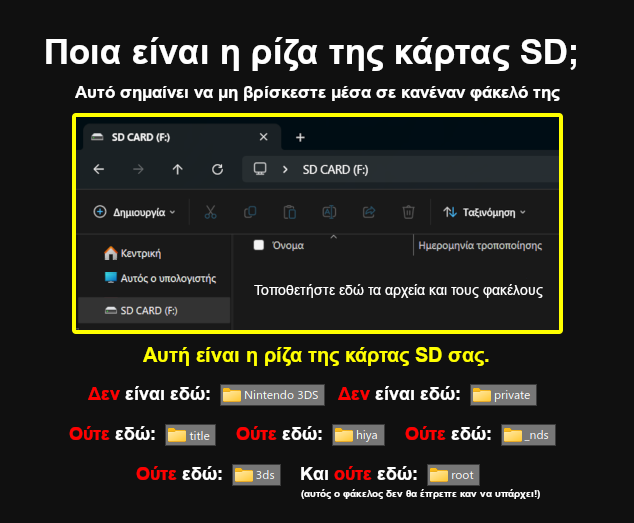 Ποια είναι η ρίζα της κάρτας SD;
Αυτό σημαίνει να μη βρίσκεστε μέσα σε κανέναν φάκελό της
SD CARD (F:)
SD CARD (F:)
Δημιουργία
Ταξινόμηση
Όνομα
Ημερομηνία τροποποίησης
Κεντρική
Αυτός ο υπολογιστής
SD CARD (F:)
Τοποθετήστε εδώ τα αρχεία και τους φακέλους
Αυτή είναι η ρίζα της κάρτας SD σας.
Δεν είναι εδώ: Nintendo 3DS Δεν είναι εδώ: private
Ούτε εδώ: title Ούτε εδώ: hiya Ούτε εδώ: _nds
Ούτε εδώ: 3ds Και ούτε εδώ: root
(αυτός ο φάκελος δεν θα έπρεπε καν να υπάρχει!)